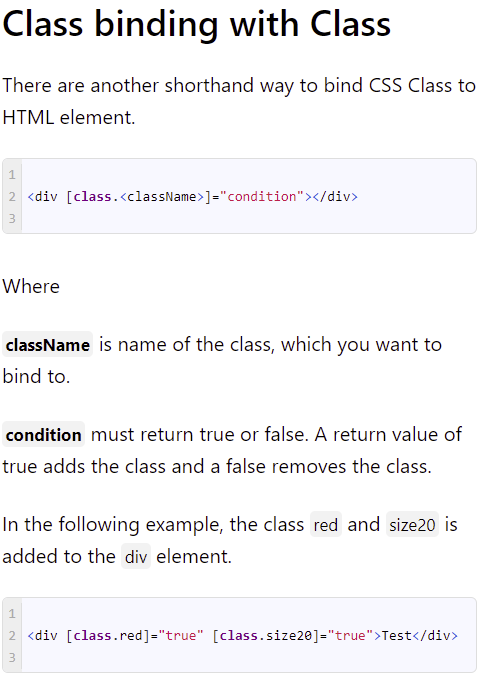 Class binding with Class
There are another shorthand way to bind CSS Class to
HTML element.
1
2 <div [class.<className>]="condition"></div>
3
Where
className is name of the class, which you want to
bind to.
condition must return true or false. A return value of
true adds the class and a false removes the class.
In the following example, the class red and size20 is
added to the div element.
1
2 <div [class.red]="true" [class.size20]="true">Test</div>
3